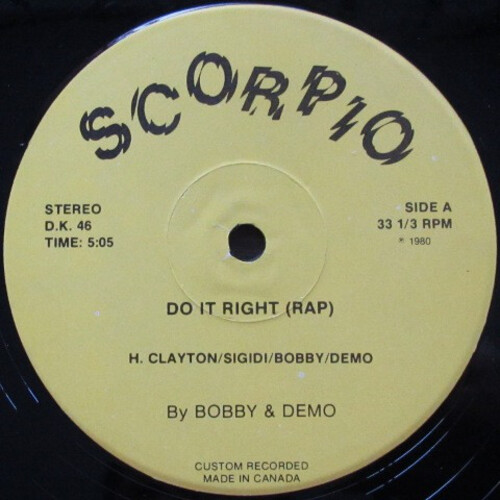 SCORPIO
STEREO
D.K. 46
TIME: 5:05
SIDE A
33 1/3 RPM
℗ 1980
DO IT RIGHT (RAP)
H. CLAYTON/SIGIDI/BOBBY/DEMO
By BOBBY & DEMO
CUSTOM RECORDED
MADE IN CANADA